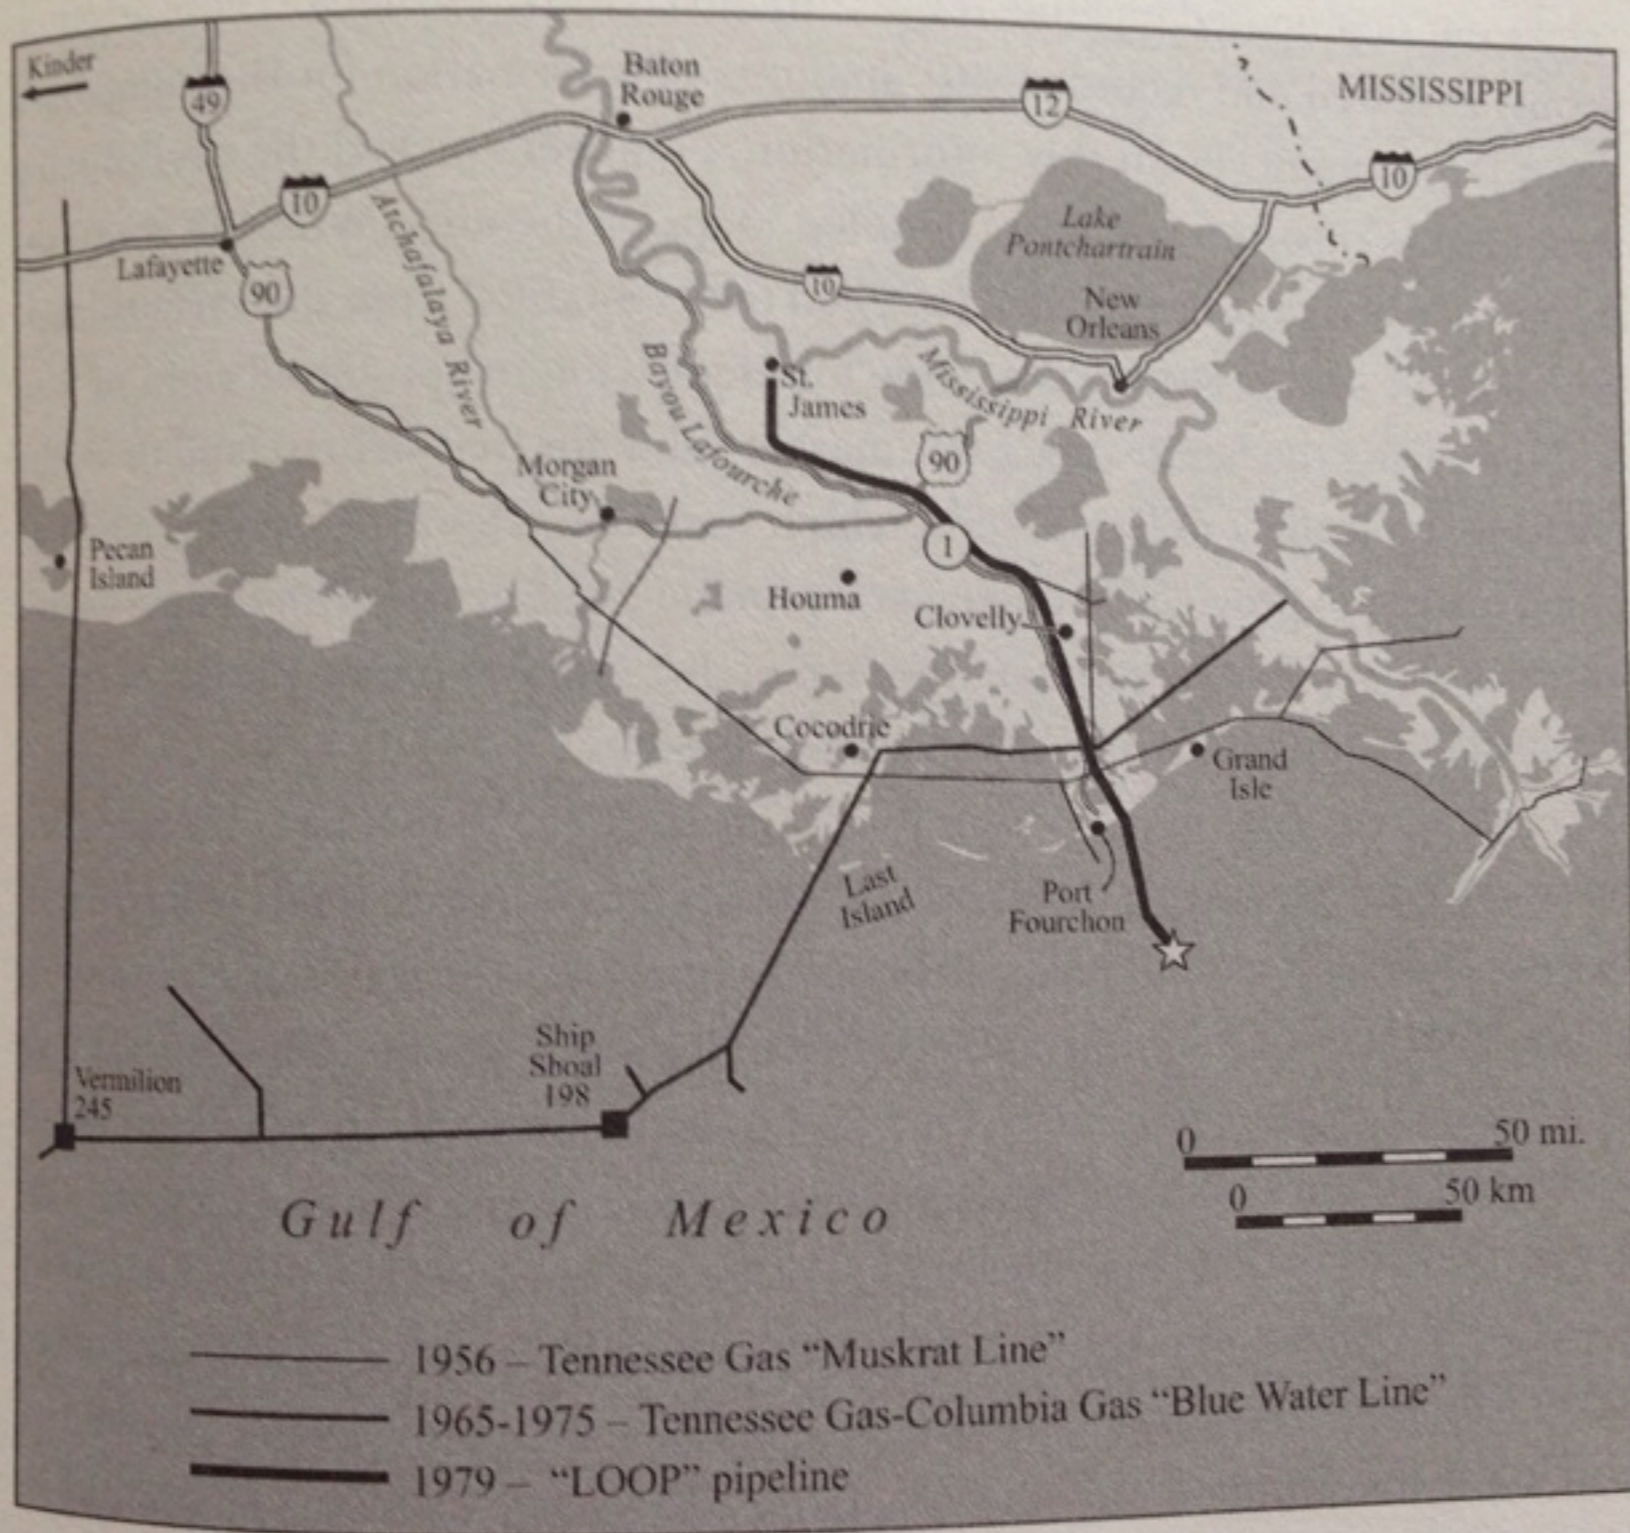 Kinder
49
Baton
Rouge
12
MISSISSIPPI
10
10
Lafayette
90
Atchafalaya River
Lake
Pontchartrain
10
New
Orleans
Bayou Lafourche
St.
James
Mississippi River
90
Morgan
City
1
Pecan
Island
Houma
Clovelly
Cocodrie
Grand
Isle
Last
Island
Port
Fourchon
Ship
Shoal
198
Vermilion
245
0 50 mi.
0 50 km
Gulf of Mexico
1956 – Tennessee Gas “Muskrat Line”
1965-1975 – Tennessee Gas-Columbia Gas “Blue Water Line”
1979 – “LOOP” pipeline